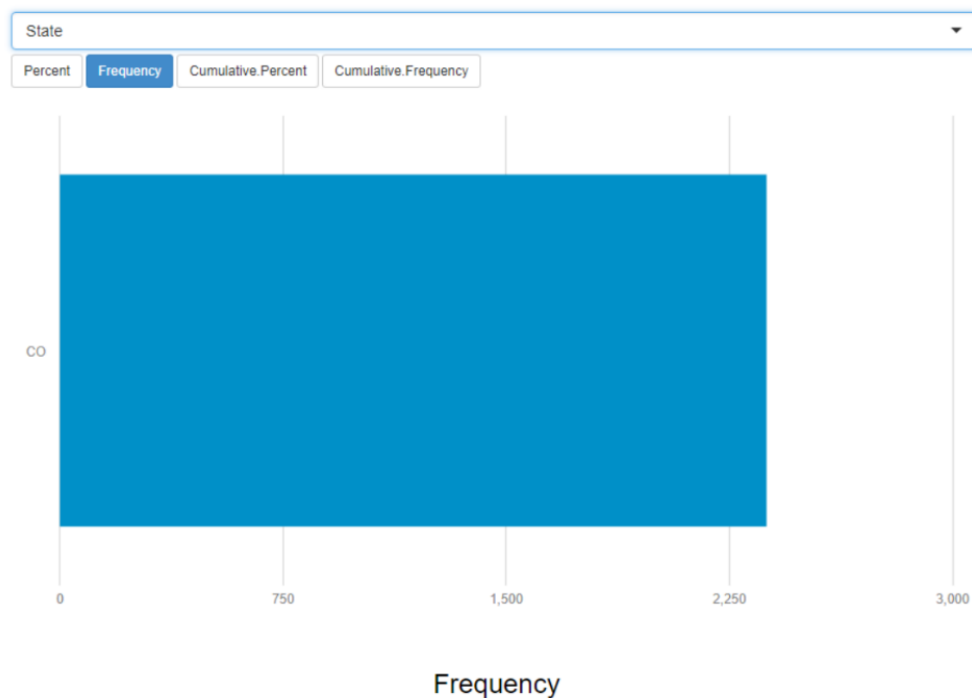 State
Percent Frequency Cumulative.Percent Cumulative.Frequency
CO
0 750 1,500 2,250 3,000
Frequency